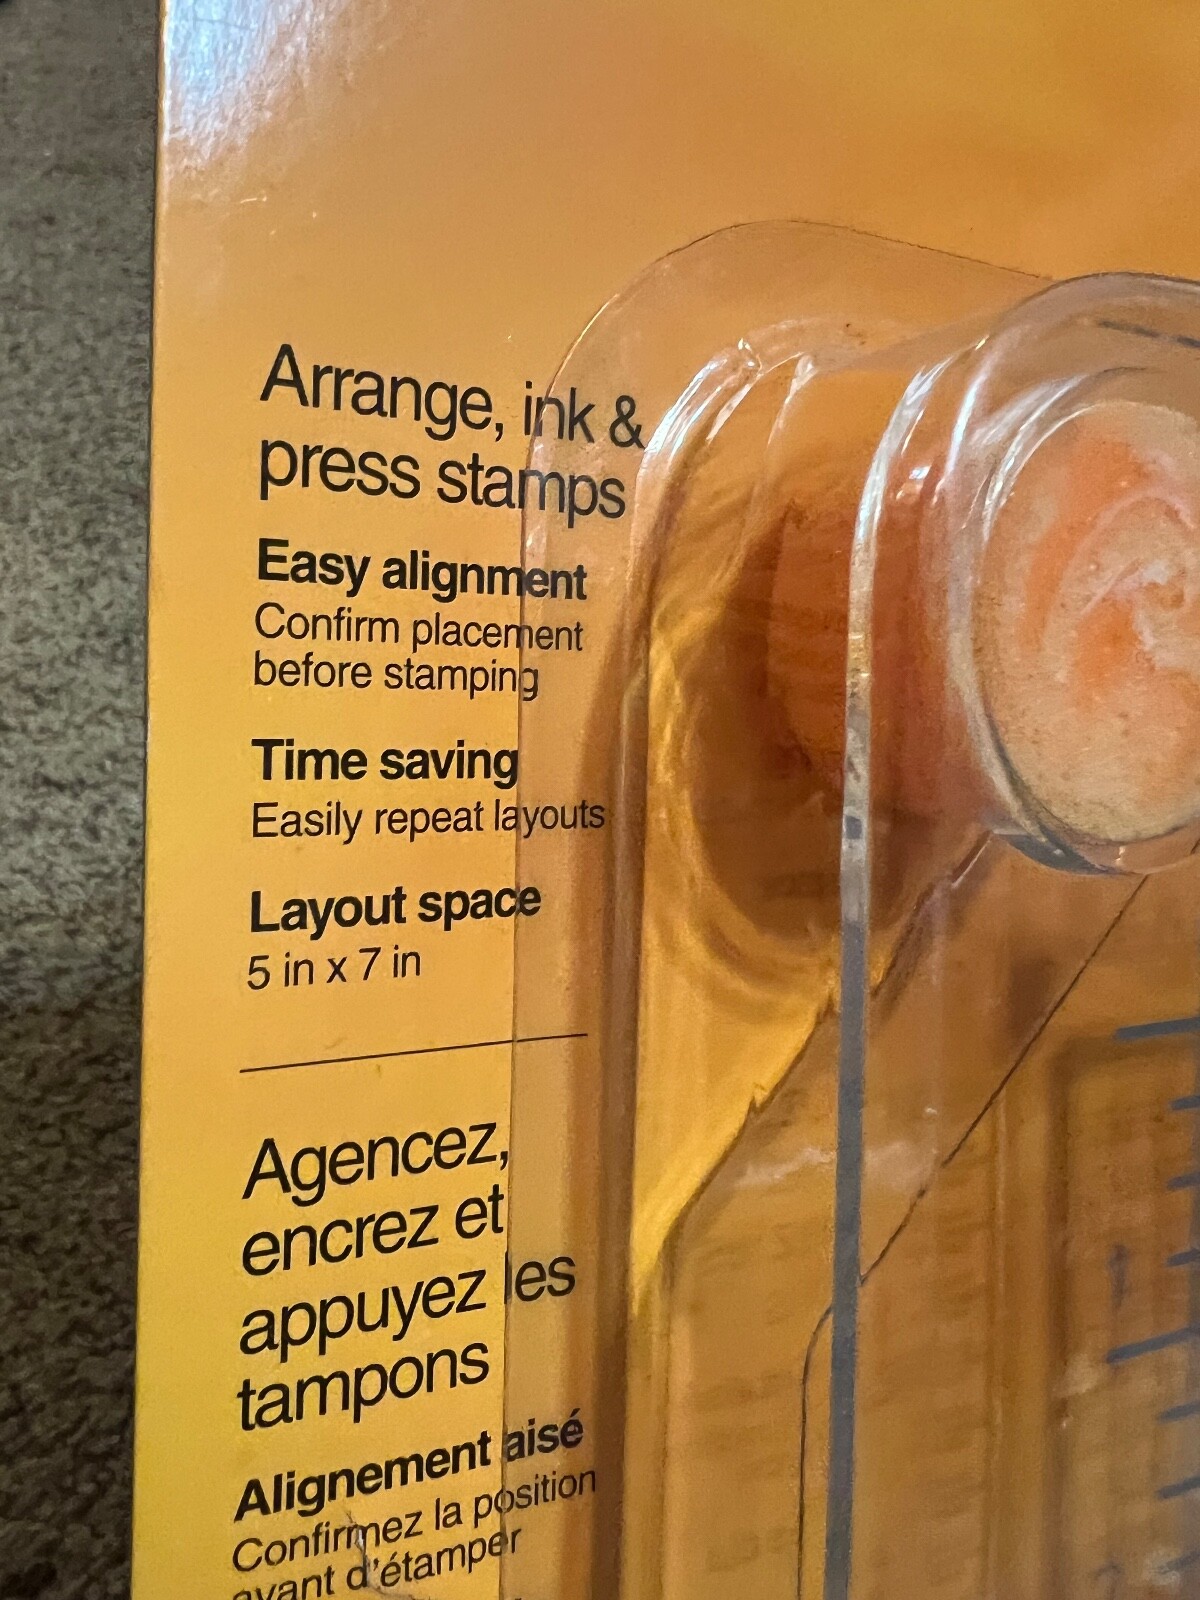 Arrange, ink &
press stamps
Easy alignment
Confirm placement
before stamping
Time saving
Easily repeat layouts
Layout space
5 in x 7 in
Agencez,
encrez et
appuyez les
tampons
Alignement aisé
Confirmez la position
avant d'étamper